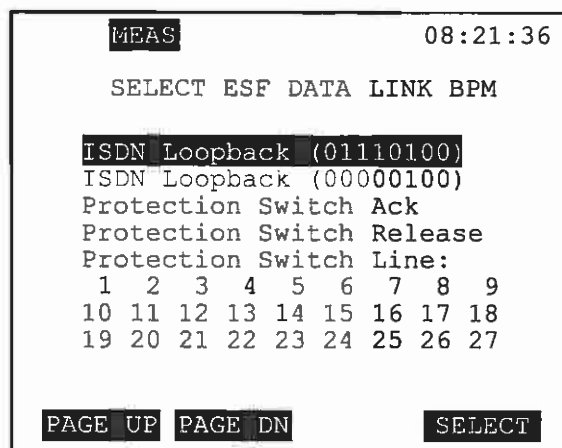 MEAS 08:21:36
SELECT ESF DATA LINK BPM
ISDN Loopback (01110100)
ISDN Loopback (00000100)
Protection Switch Ack
Protection Switch Release
Protection Switch Line:
1 2 3 4 5 6 7 8 9
10 11 12 13 14 15 16 17 18
19 20 21 22 23 24 25 26 27
PAGE UP PAGE DN SELECT